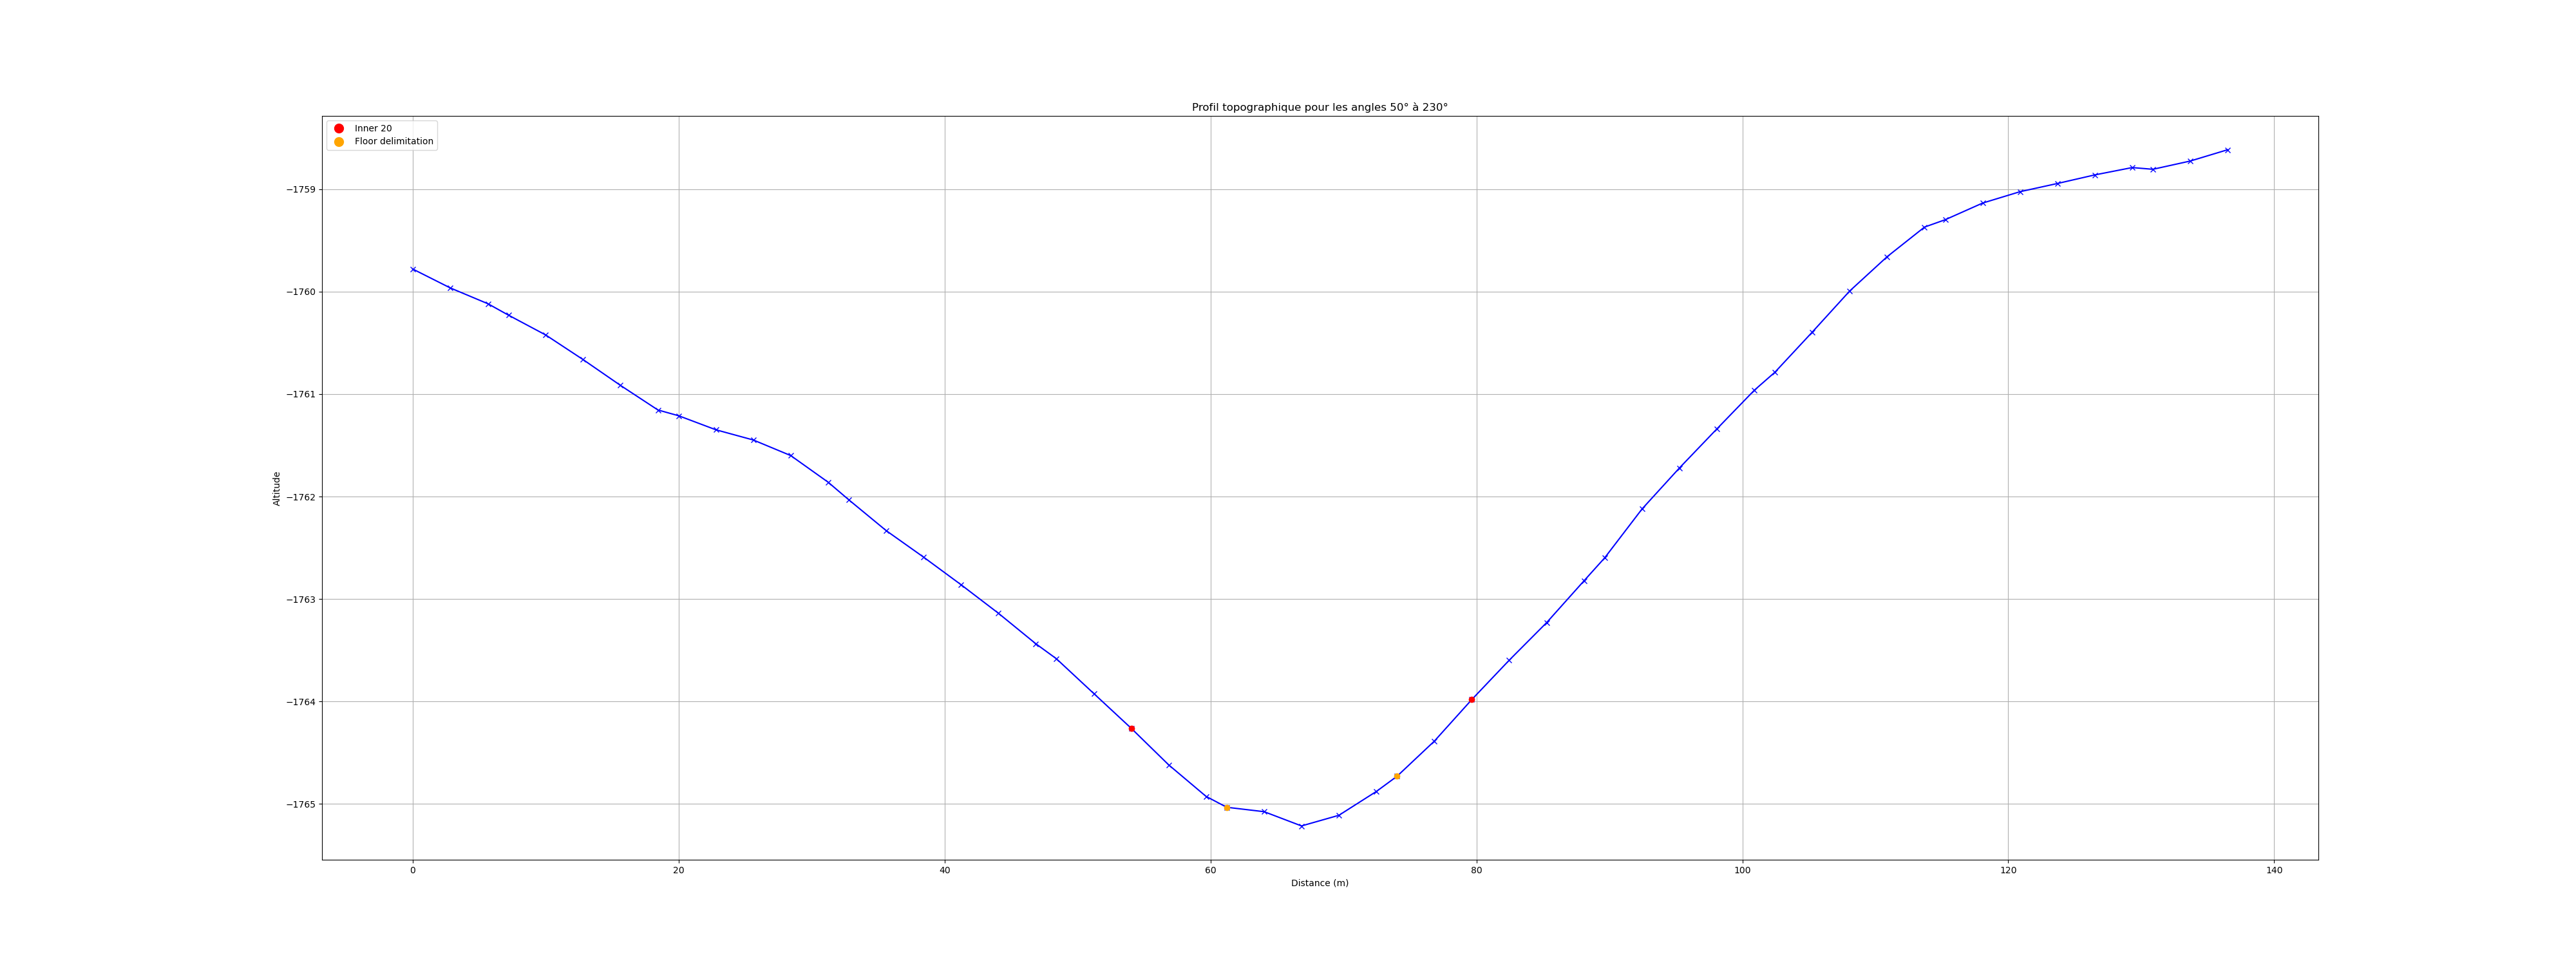 Profil topographique pour les angles 50° à 230°
Inner 20
Floor delimitation
Altitude
−1759
−1760
−1761
−1762
−1763
−1764
−1765
0 20 40 60 80 100 120 140
Distance (m)